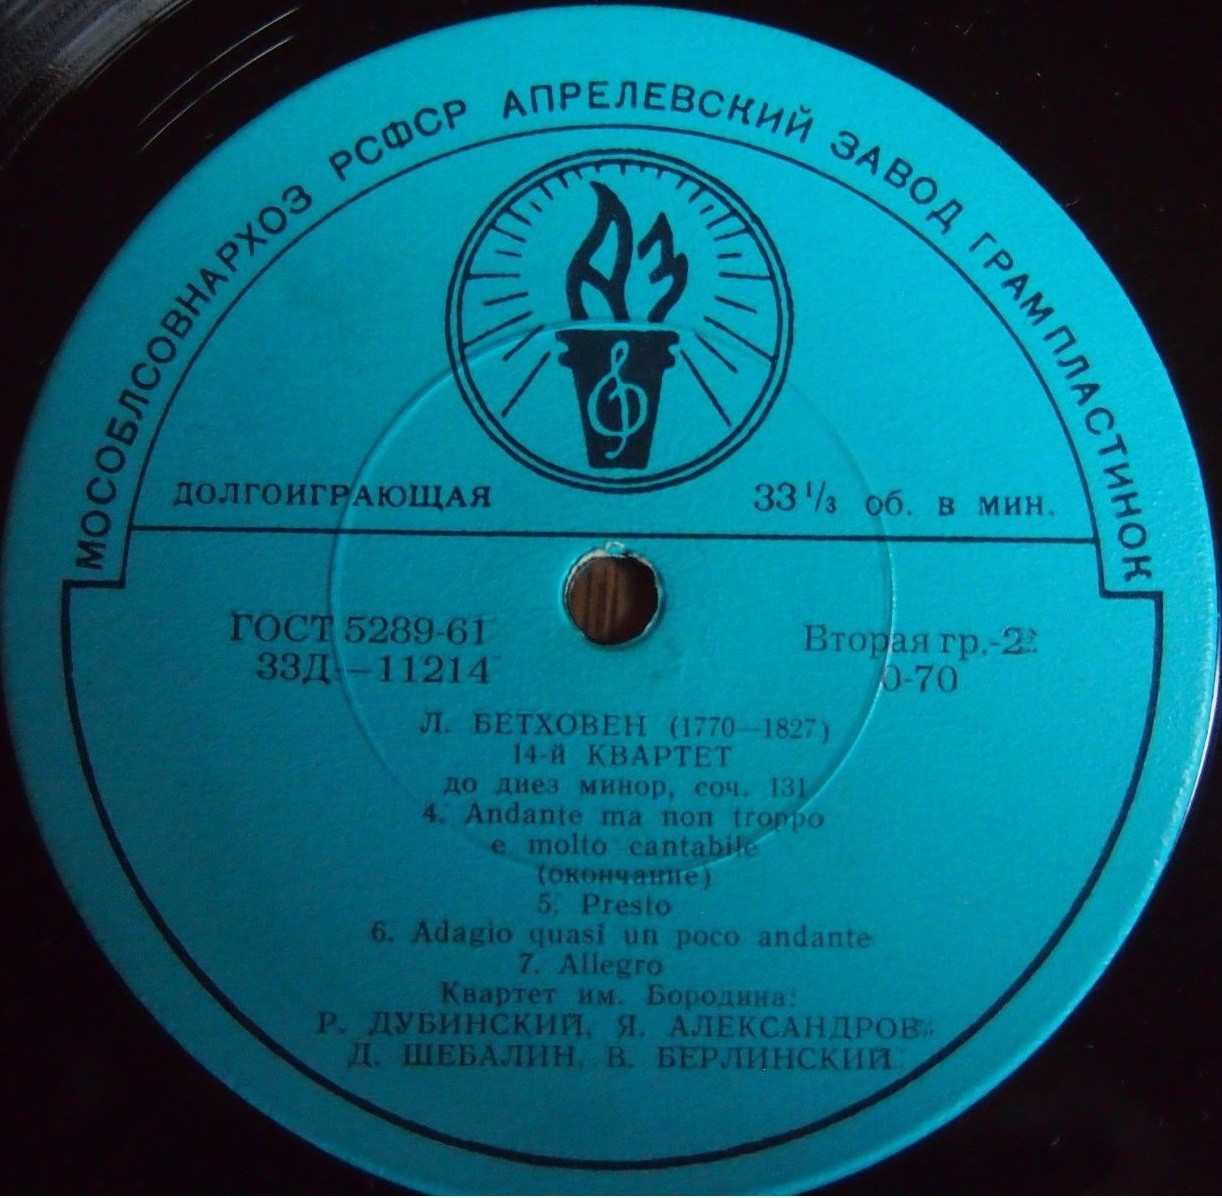 МОСОБЛСОВНАРХОЗ РСФСР АПРЕЛЕВСКИЙ ЗАВОД ГРАМПЛАСТИНОК
АЗ
ДОЛГОИГРАЮЩАЯ
33 1/3 об. в мин.
ГОСТ 5289-61
Вторая гр.-2
33Д—11214
0-70
Л. БЕТХОВЕН (1770—1827)
14-й КВАРТЕТ
до диез минор, соч. 131
4. Andante ma non troppo
e molto cantabile
(окончание)
5. Presto
6. Adagio quasi un poco andante
7. Allegro
Квартет им. Бородина:
Р. ДУБИНСКИЙ, Я. АЛЕКСАНДРОВ,
Д. ШЕБАЛИН, В. БЕРЛИНСКИЙ